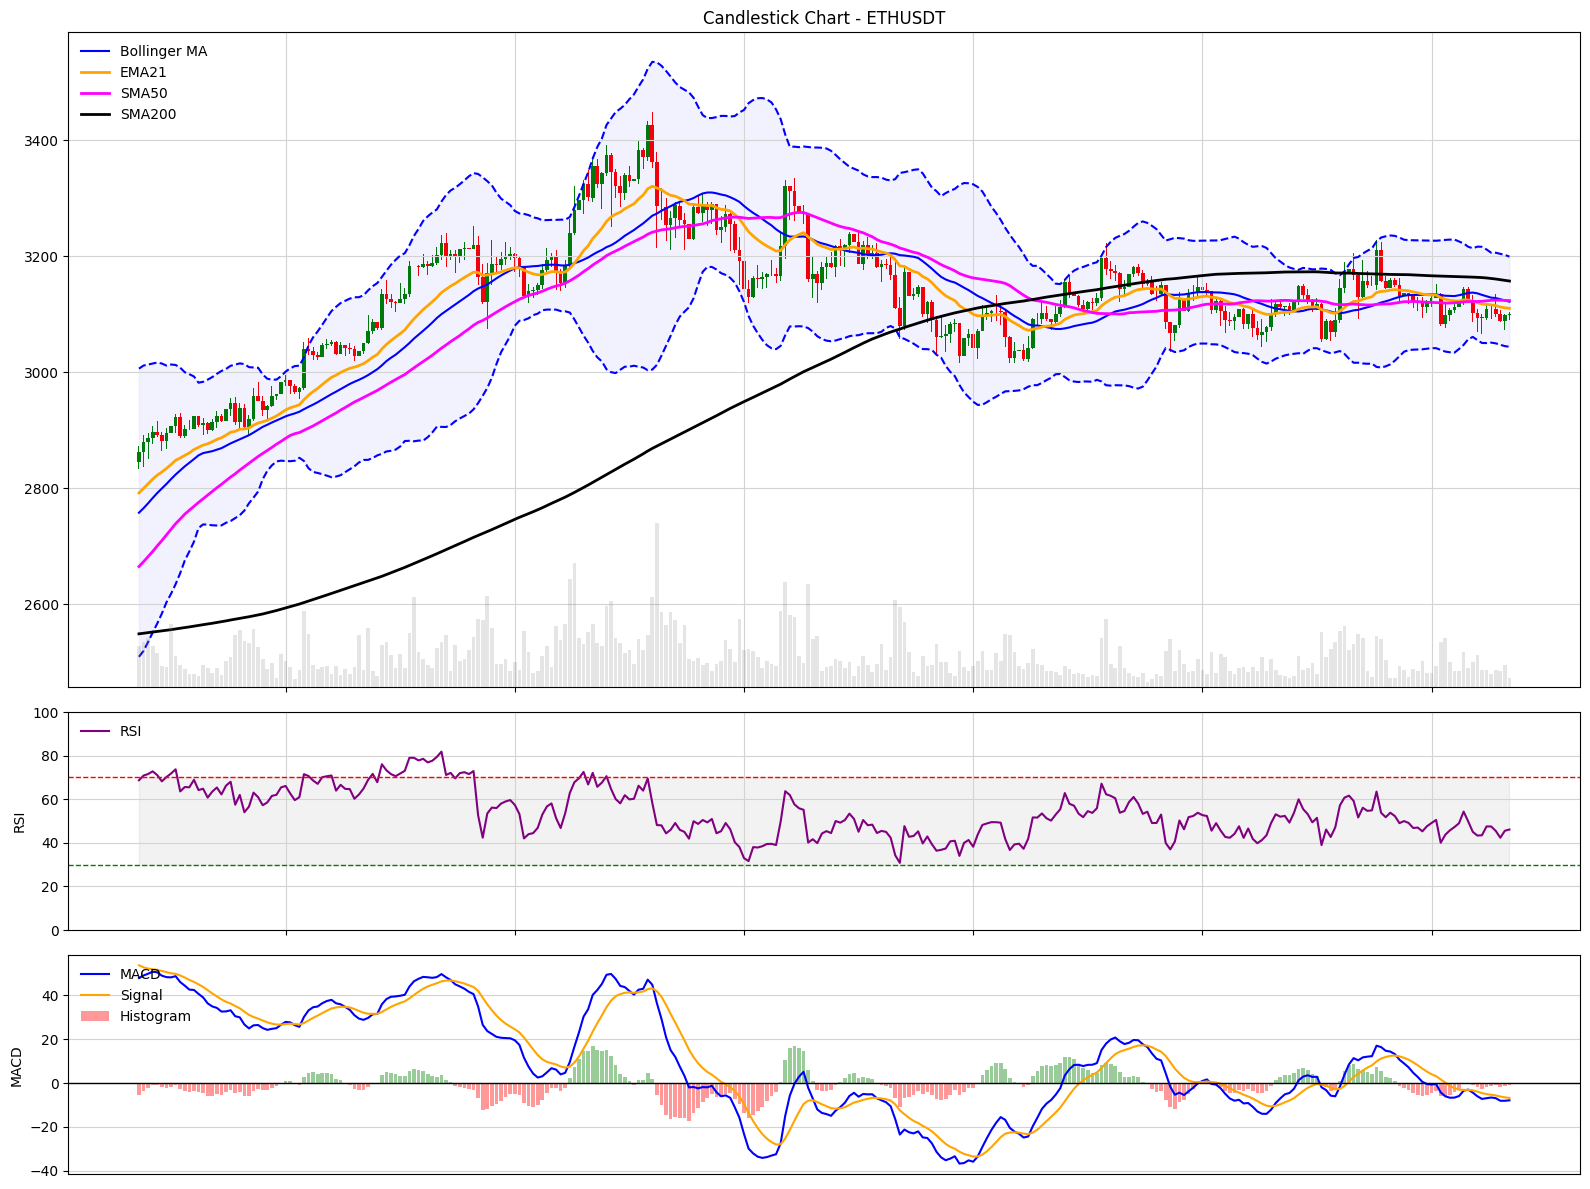 Candlestick Chart - ETHUSDT
Bollinger MA
EMA21
SMA50
SMA200
3400
3200
3000
2800
2600
100
80
60
40
20
0
RSI
RSI
40
20
0
−20
−40
MACD
MACD
Signal
Histogram